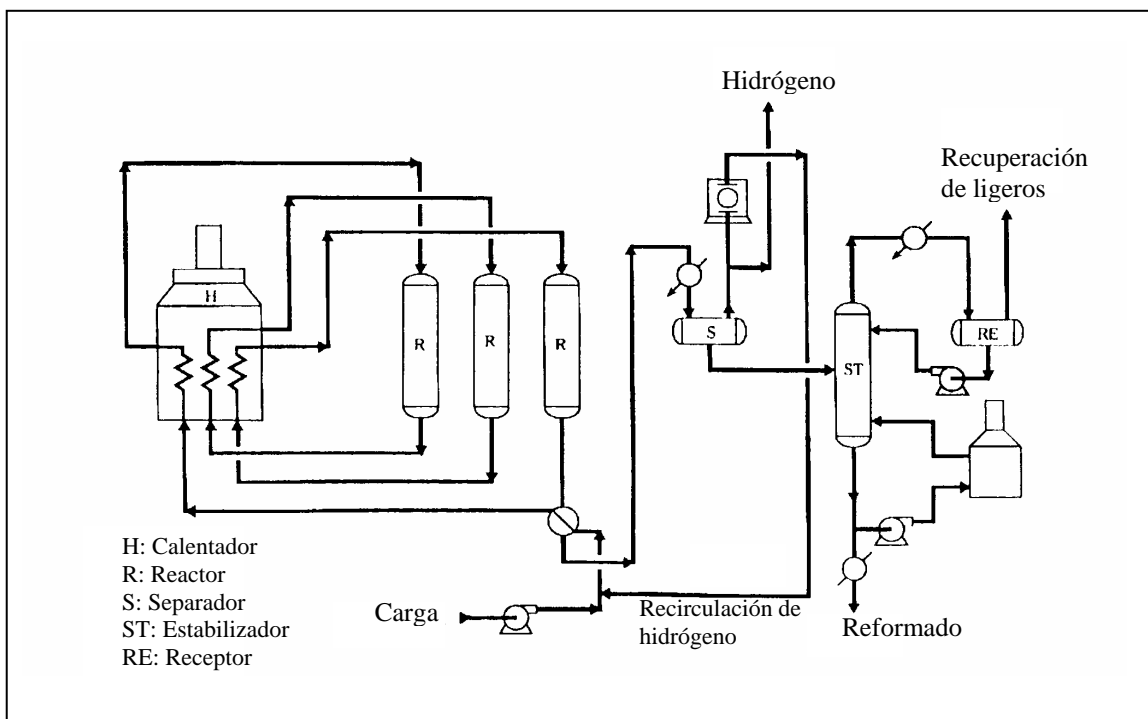 Hidrógeno
Recuperación
de ligeros
H
R
R
R
S
ST
RE
H: Calentador
R: Reactor
S: Separador
ST: Estabilizador
RE: Receptor
Carga
Recirculación de
hidrógeno
Reformado